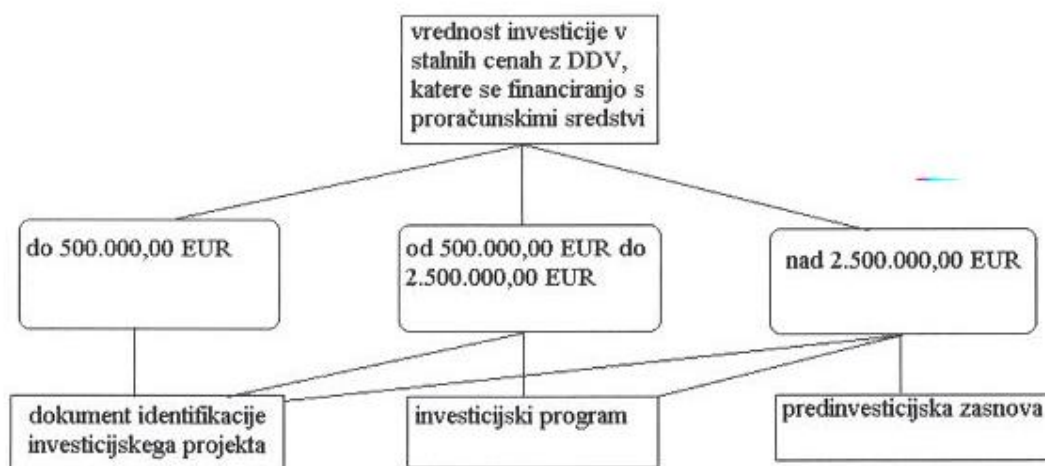 vrednost investicije v
stalnih cenah z DDV,
katere se financiranjo s
proračunskimi sredstvi
do 500.000,00 EUR
od 500.000,00 EUR do
2.500.000,00 EUR
nad 2.500.000,00 EUR
dokument identifikacije
investicijskega projekta
investicijski program
predinvesticijska zasnova